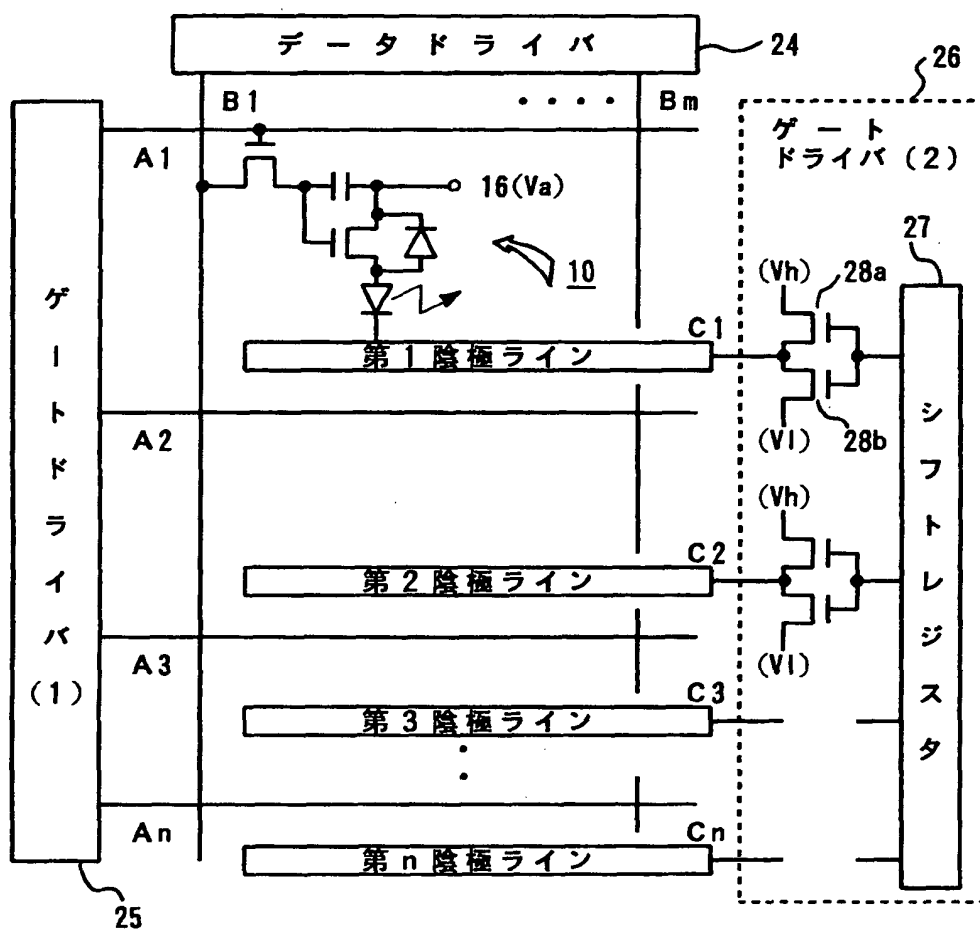 データドライバ
24
26
B1
・・・・
Bm
ゲート
ドライバ(2)
A1
16(Va)
27
ゲートドライバ(1)
10
(Vh)
28a
C1
第1陰極ライン
シフトレジスタ
A2
(Vl)
28b
(Vh)
C2
第2陰極ライン
A3
(Vl)
C3
第3陰極ライン
An
Cn
第n陰極ライン
25